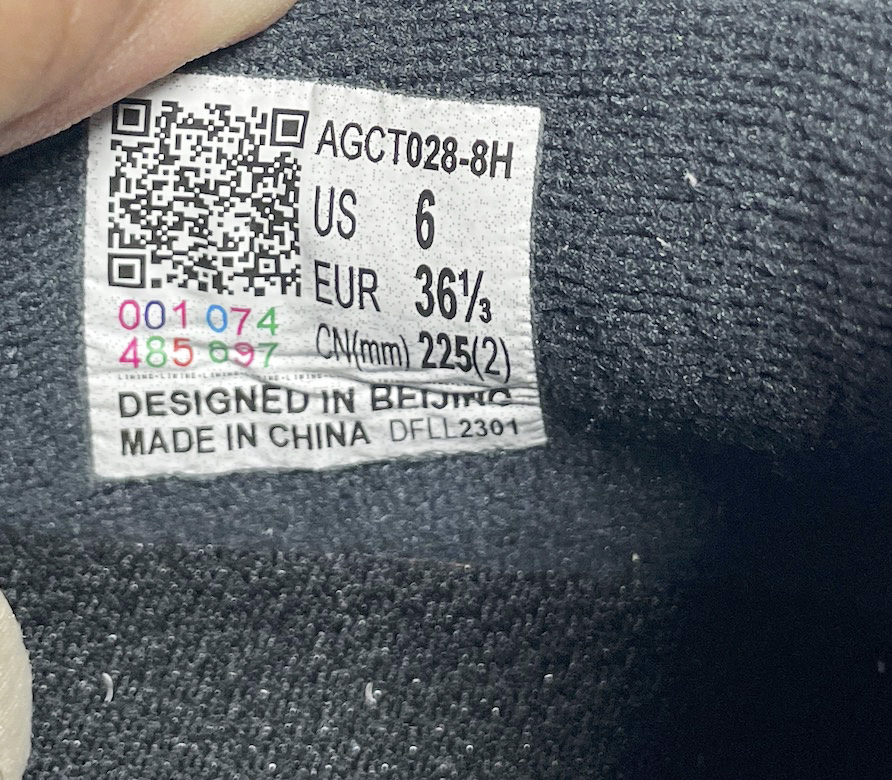 AGCT028-8H
US 6
EUR 36⅓
CN(mm) 225(2)
001 074
485 697
DESIGNED IN BEIJING
MADE IN CHINA DFLL2301